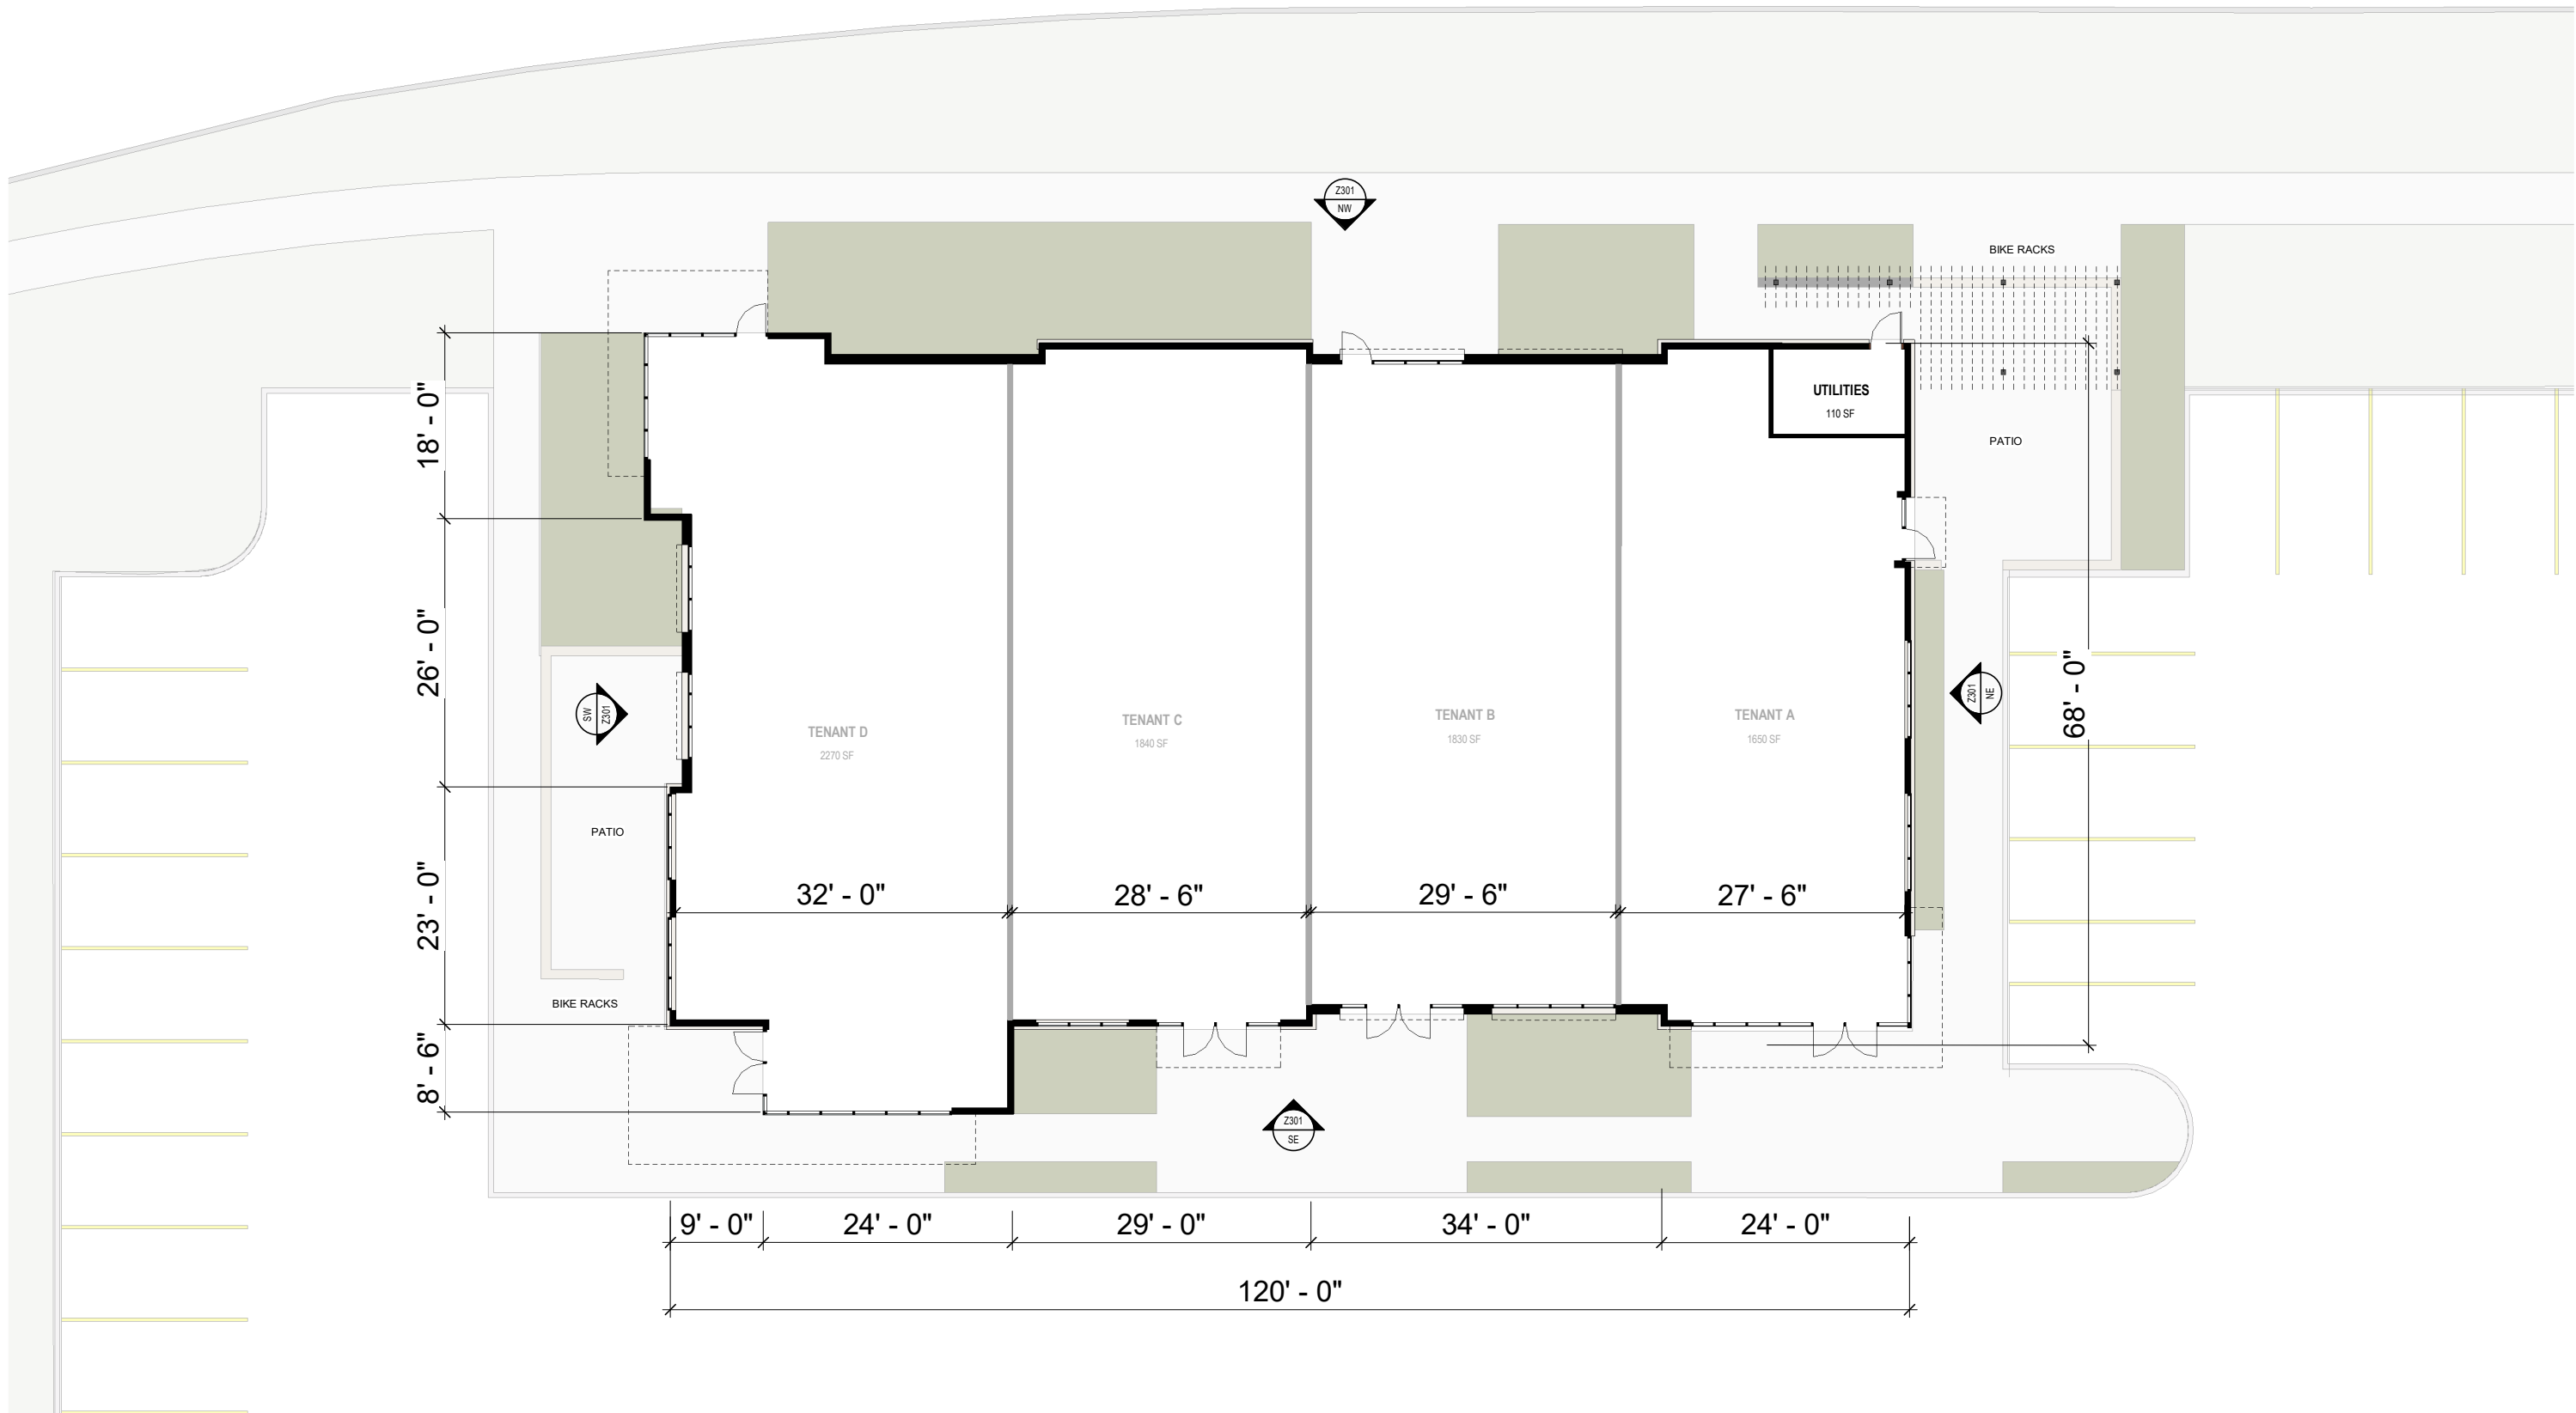 Z301
NW
BIKE RACKS
UTILITIES
110 SF
18' - 0"
PATIO
26' - 0"
SW
Z301
Z301
NE
68' - 0"
TENANT D
2270 SF
TENANT C
1840 SF
TENANT B
1830 SF
TENANT A
1650 SF
PATIO
23' - 0"
32' - 0"
28' - 6"
29' - 6"
27' - 6"
BIKE RACKS
8' - 6"
Z301
SE
9' - 0"
24' - 0"
29' - 0"
34' - 0"
24' - 0"
120' - 0"